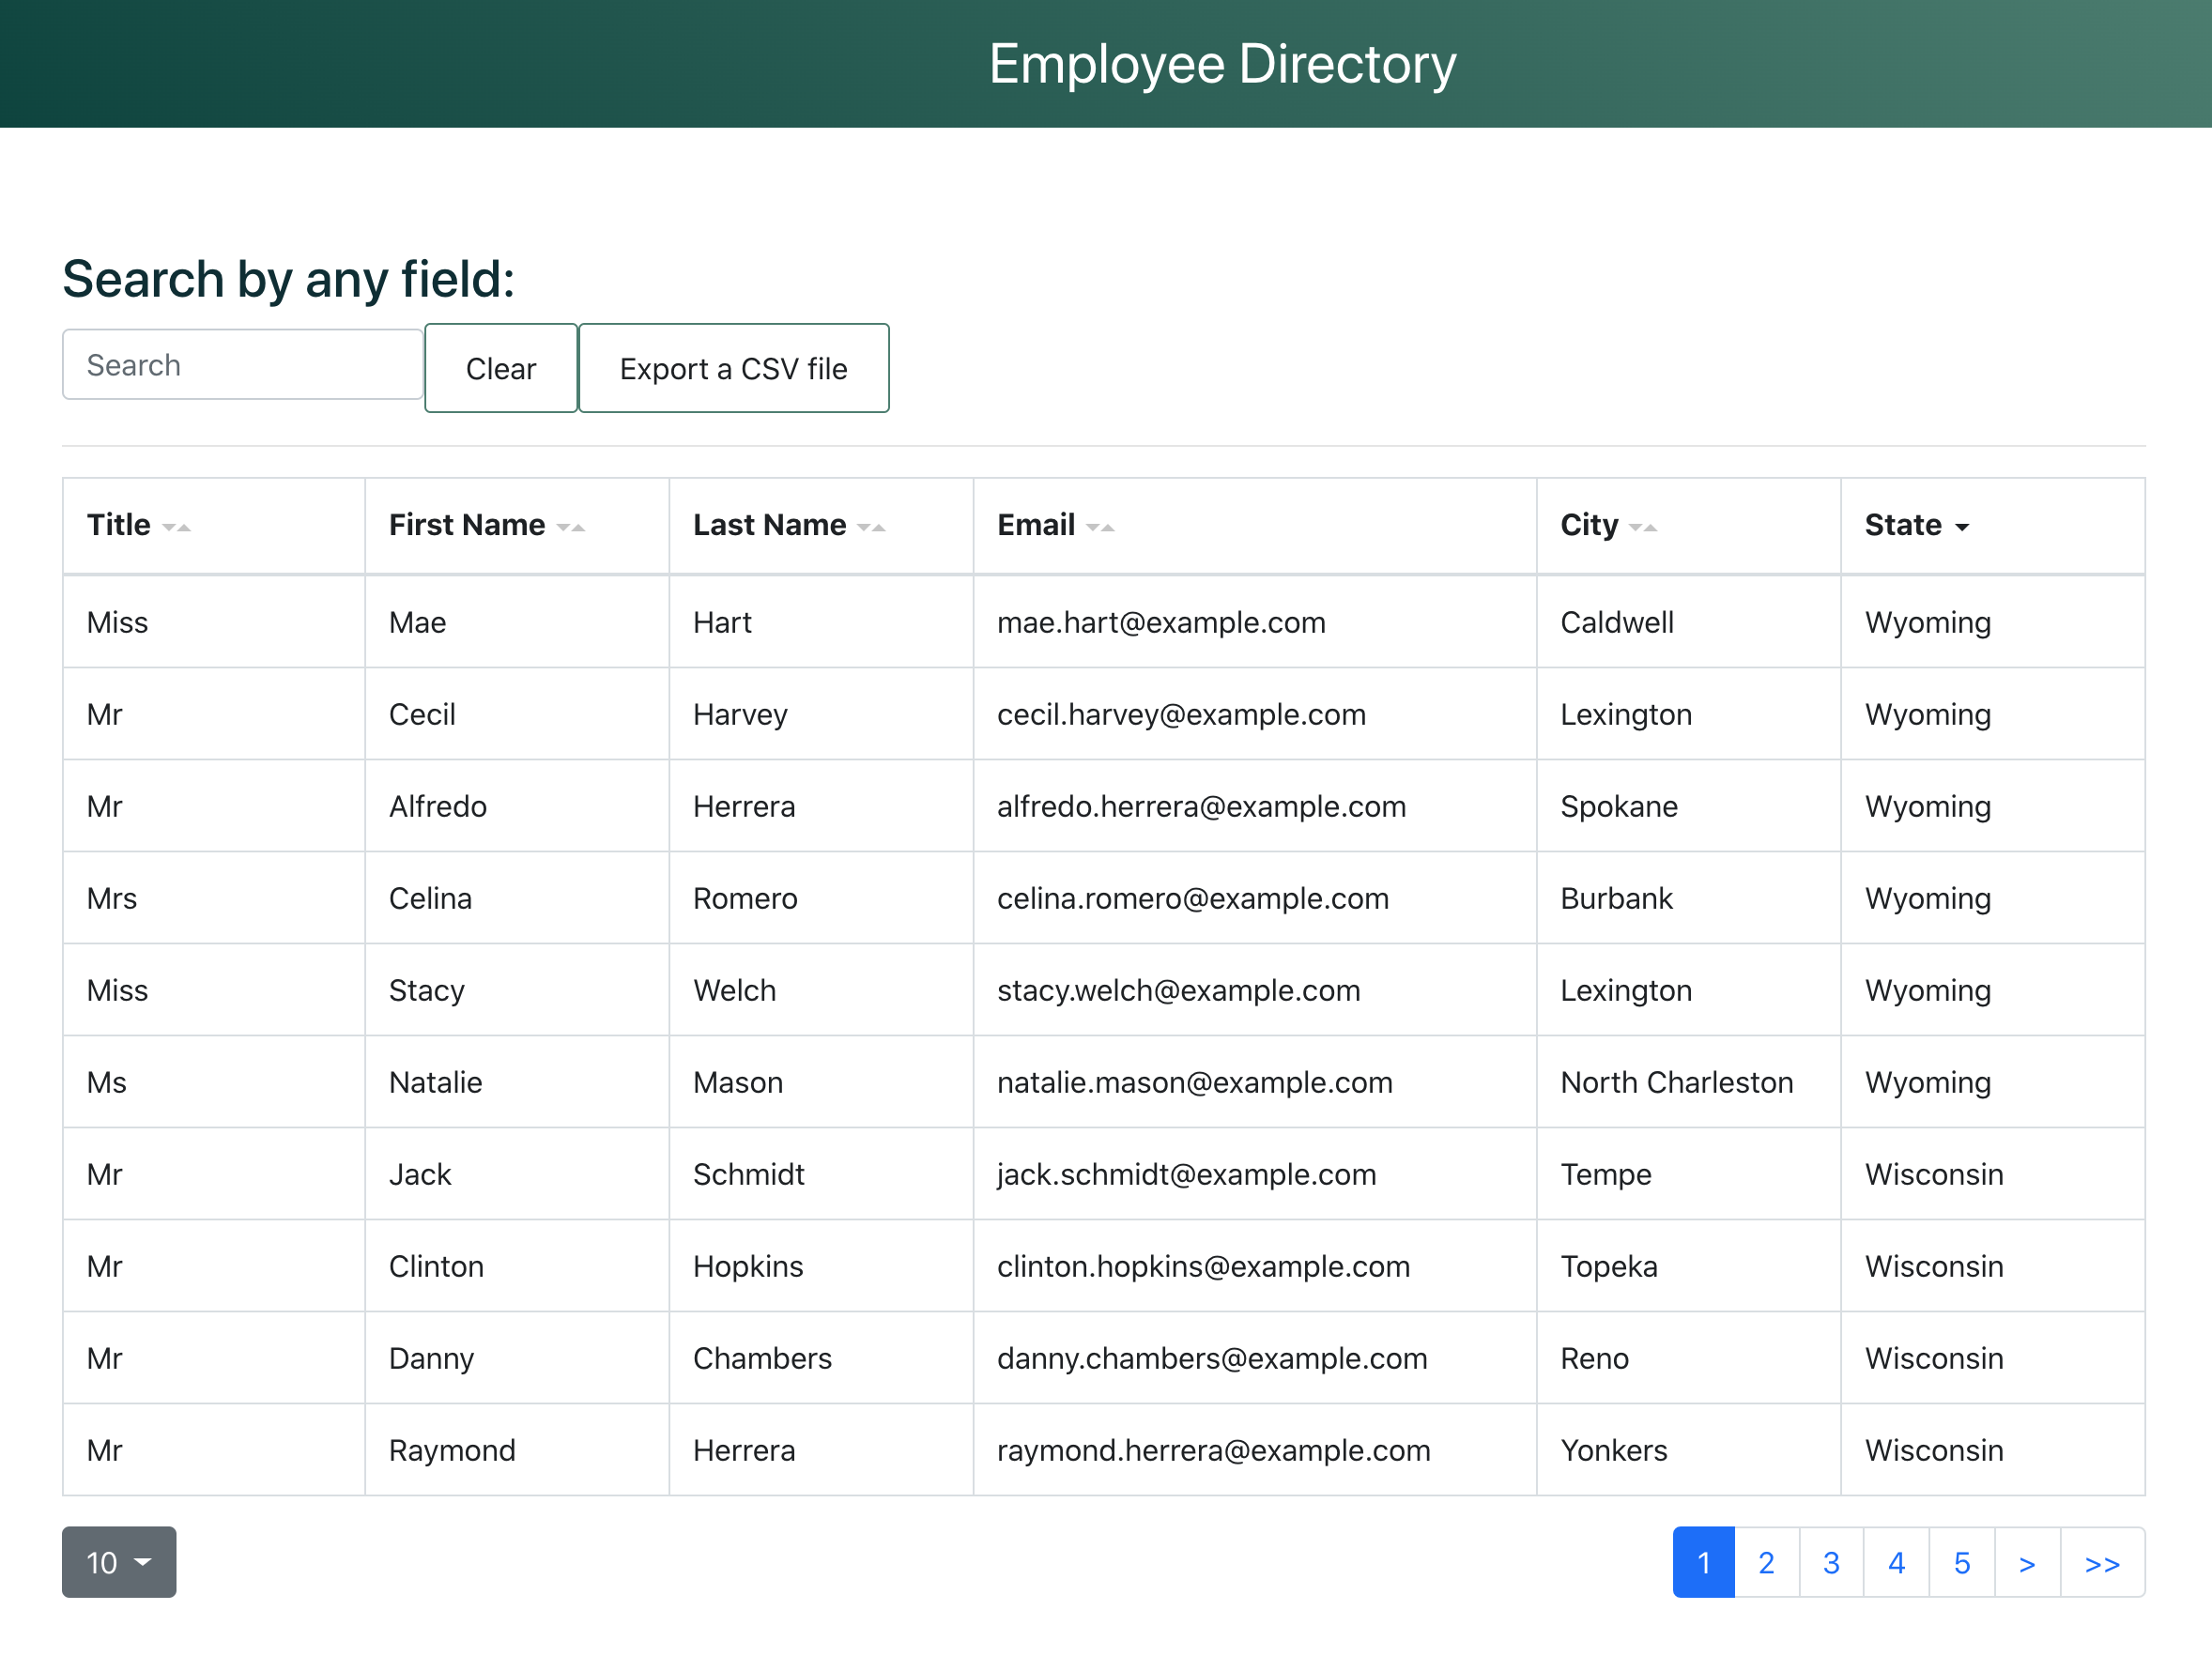 Employee Directory
Search by any field:
Search Clear Export a CSV file
Title First Name Last Name Email City State
Miss Mae Hart mae.hart@example.com Caldwell Wyoming
Mr Cecil Harvey cecil.harvey@example.com Lexington Wyoming
Mr Alfredo Herrera alfredo.herrera@example.com Spokane Wyoming
Mrs Celina Romero celina.romero@example.com Burbank Wyoming
Miss Stacy Welch stacy.welch@example.com Lexington Wyoming
Ms Natalie Mason natalie.mason@example.com North Charleston Wyoming
Mr Jack Schmidt jack.schmidt@example.com Tempe Wisconsin
Mr Clinton Hopkins clinton.hopkins@example.com Topeka Wisconsin
Mr Danny Chambers danny.chambers@example.com Reno Wisconsin
Mr Raymond Herrera raymond.herrera@example.com Yonkers Wisconsin
10 1 2 3 4 5 > >>